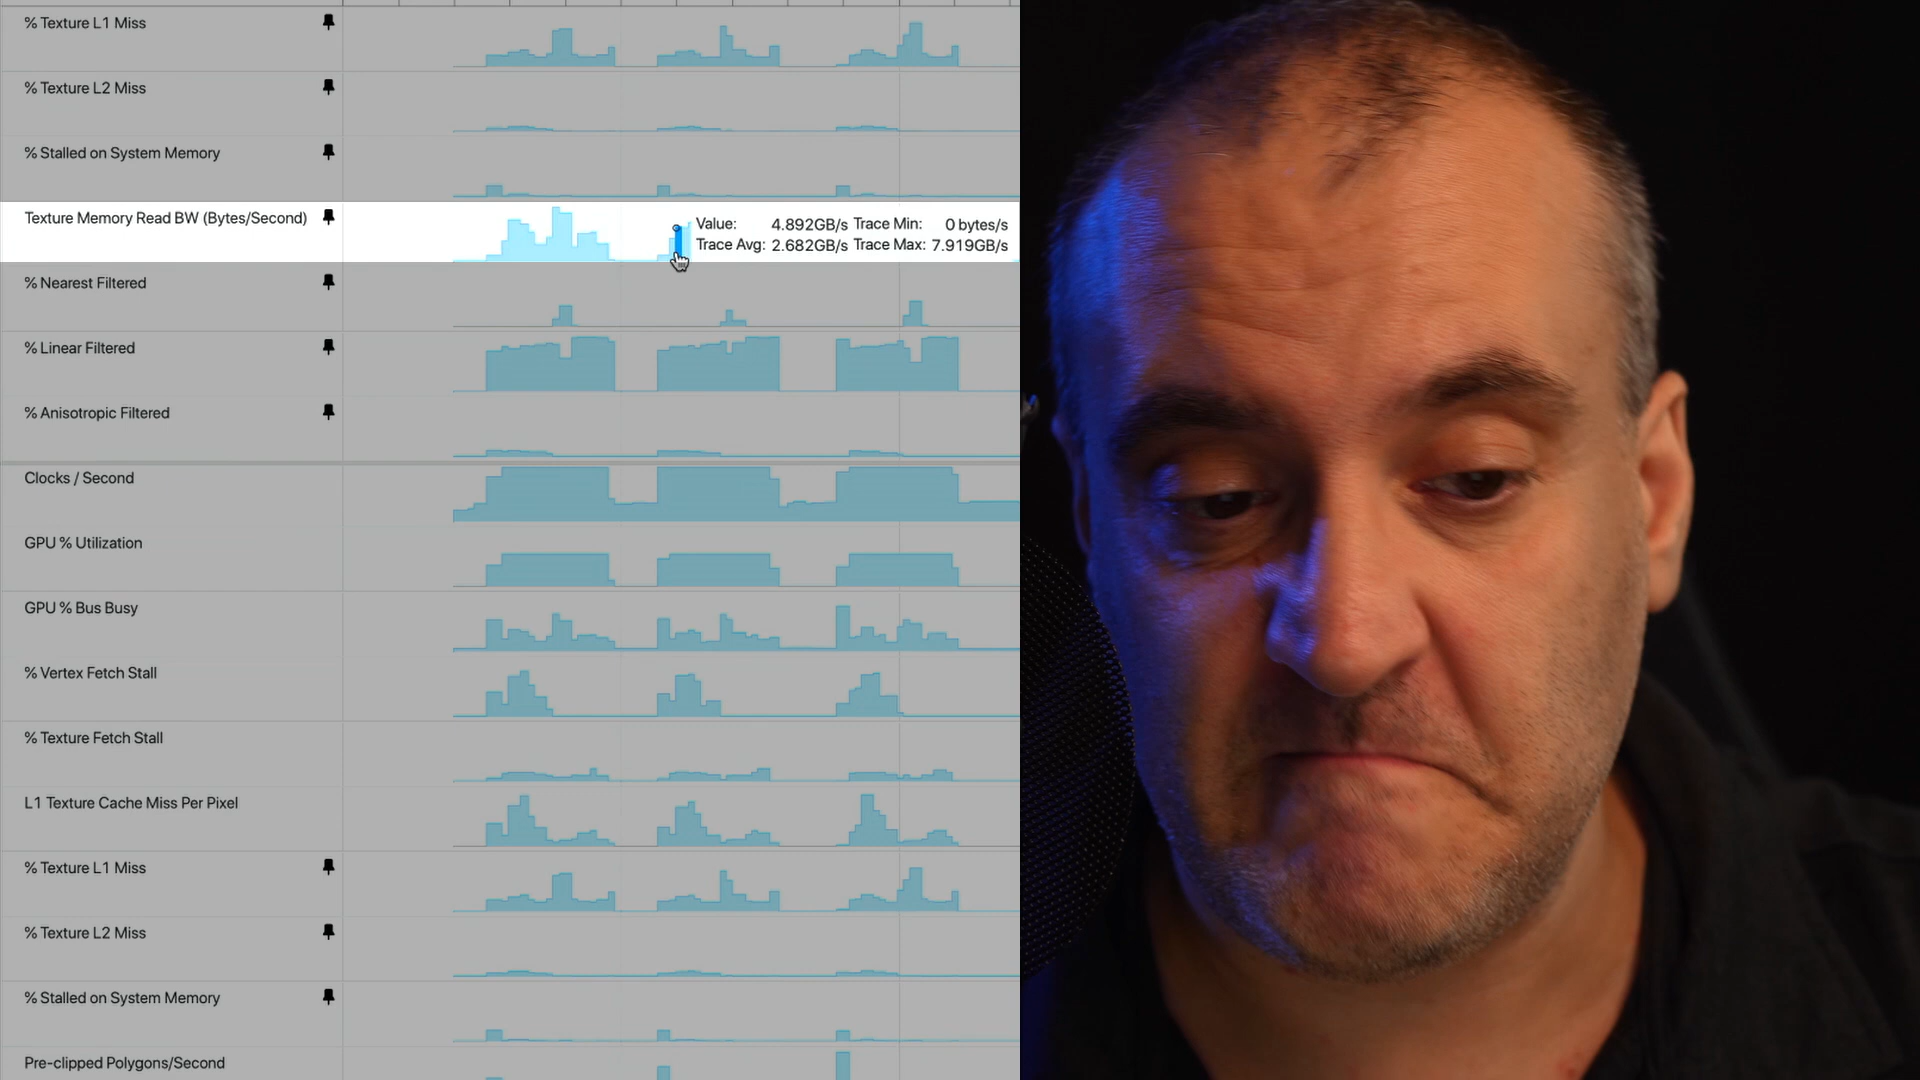 % Texture L1 Miss
% Texture L2 Miss
% Stalled on System Memory
Texture Memory Read BW (Bytes/Second)
Value: 4.892GB/s Trace Min: 0 bytes/s
Trace Avg: 2.682GB/s Trace Max: 7.919GB/s
% Nearest Filtered
% Linear Filtered
% Anisotropic Filtered
Clocks / Second
GPU % Utilization
GPU % Bus Busy
% Vertex Fetch Stall
% Texture Fetch Stall
L1 Texture Cache Miss Per Pixel
% Texture L1 Miss
% Texture L2 Miss
% Stalled on System Memory
Pre-clipped Polygons/Second